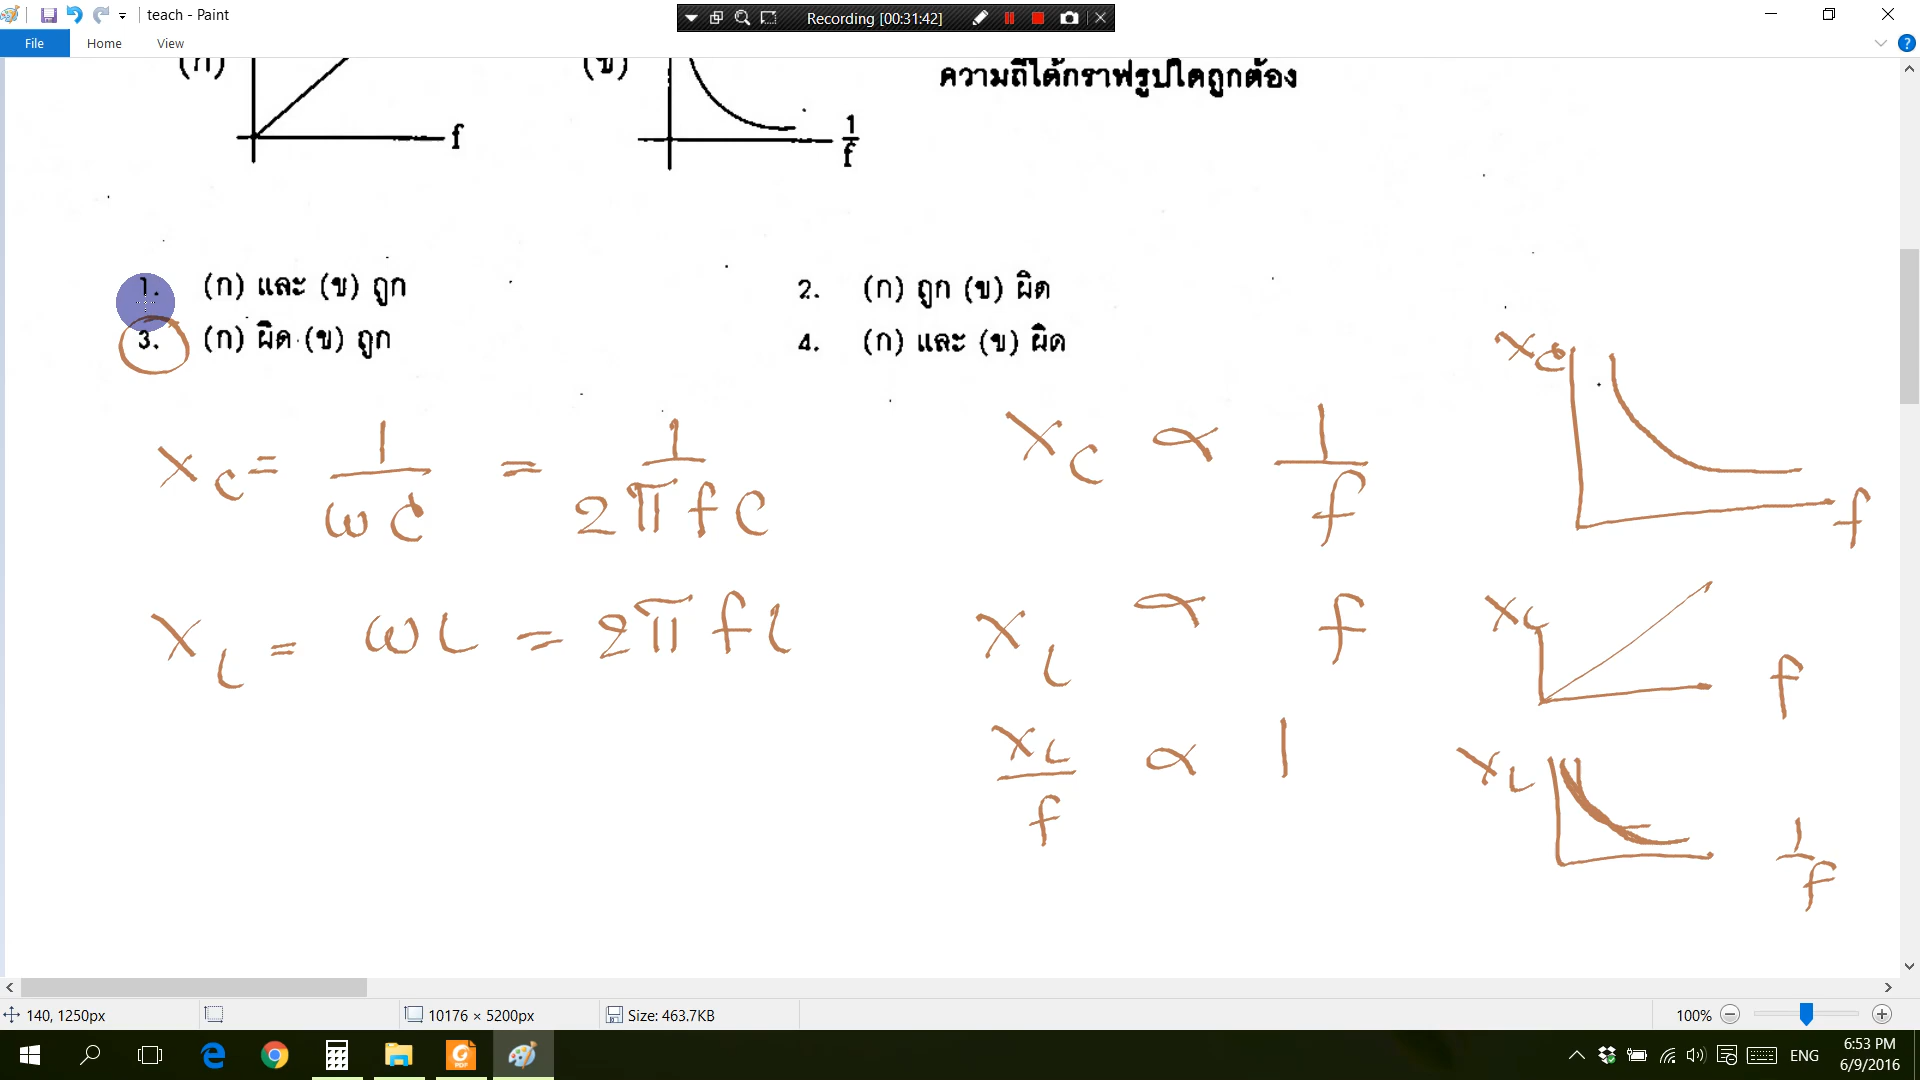 teach - Paint
Recording [00:31:42]
File Home View
(ก) (ข) ความถี่ได้กราฟรูปใดถูกต้อง
f
1/f
1. (ก) และ (ข) ถูก
2. (ก) ถูก (ข) ผิด
3. (ก) ผิด (ข) ถูก
4. (ก) และ (ข) ผิด
XC = 1/ωC = 1/2πfC
XC ∝ 1/f
XC
f
XL = ωL = 2πfL
XL ∝ f
XL
f
XL/f ∝ 1
XL
1/f
140, 1250px
10176 × 5200px
Size: 463.7KB
100%
ENG
6:53 PM
6/9/2016